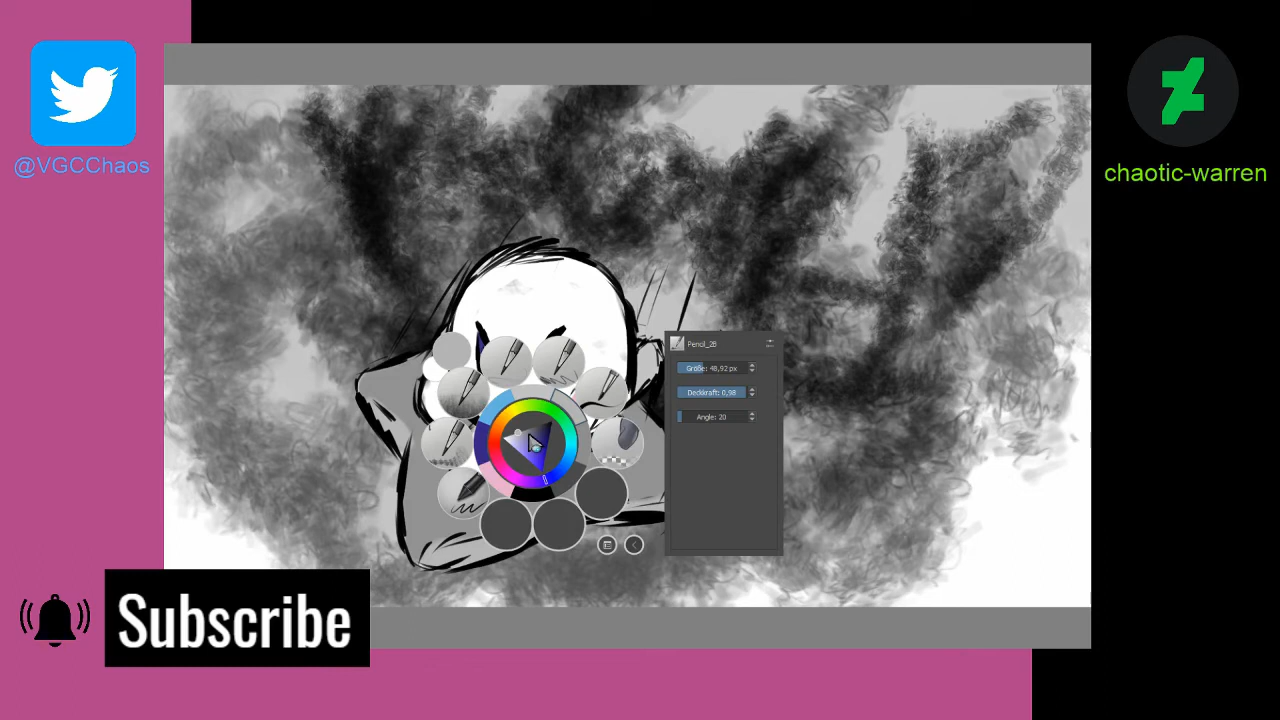 @VGCChaos
chaotic-warren
Pencil_2B
Größe: 48,92 px
Deckkraft: 0,98
Angle: 20
Subscribe